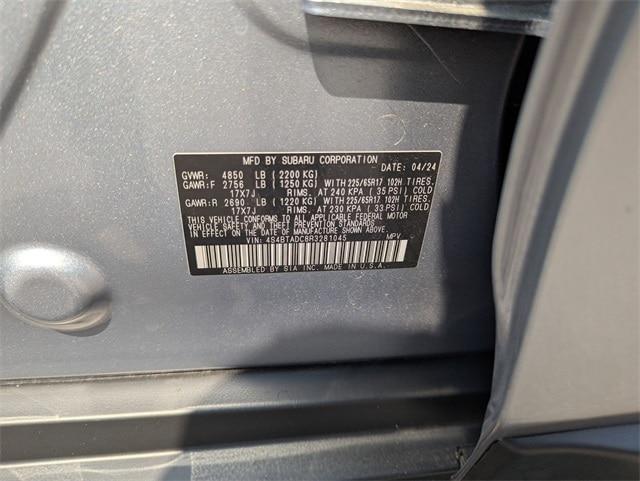 MFD BY SUBARU CORPORATION
DATE: 04/24
GVWR: 4850 LB (2200 KG)
GAWR:F 2756 LB (1250 KG) WITH 225/65R17 102H TIRES.
17X7J RIMS. AT 240 KPA (35 PSI) COLD
GAWR:R 2690 LB (1220 KG) WITH 225/65R17 102H TIRES.
17X7J RIMS. AT 230 KPA (33 PSI) COLD
THIS VEHICLE CONFORMS TO ALL APPLICABLE FEDERAL MOTOR
VEHICLE SAFETY, BUMPER AND THEFT PREVENTION STANDARDS
IN EFFECT ON THE DATE OF MANUFACTURE SHOWN ABOVE.
VIN: 4S4BTADC8R3281045 MPV
ASSEMBLED BY SIA INC. MADE IN U.S.A.